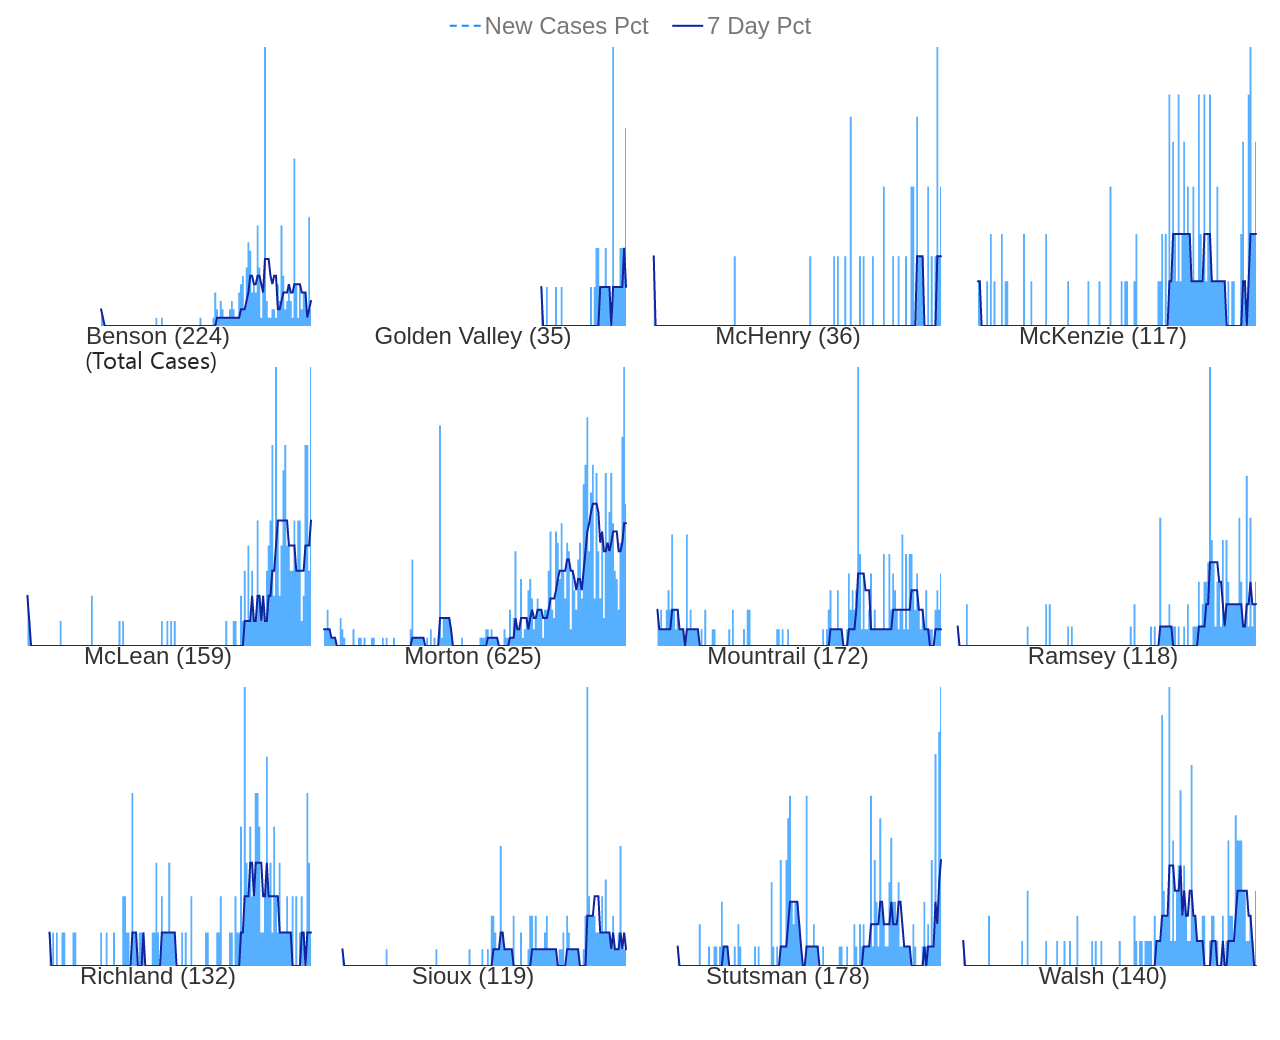 New Cases Pct 7 Day Pct
Benson (224) Golden Valley (35) McHenry (36) McKenzie (117)
(Total Cases)
McLean (159) Morton (625) Mountrail (172) Ramsey (118)
Richland (132) Sioux (119) Stutsman (178) Walsh (140)